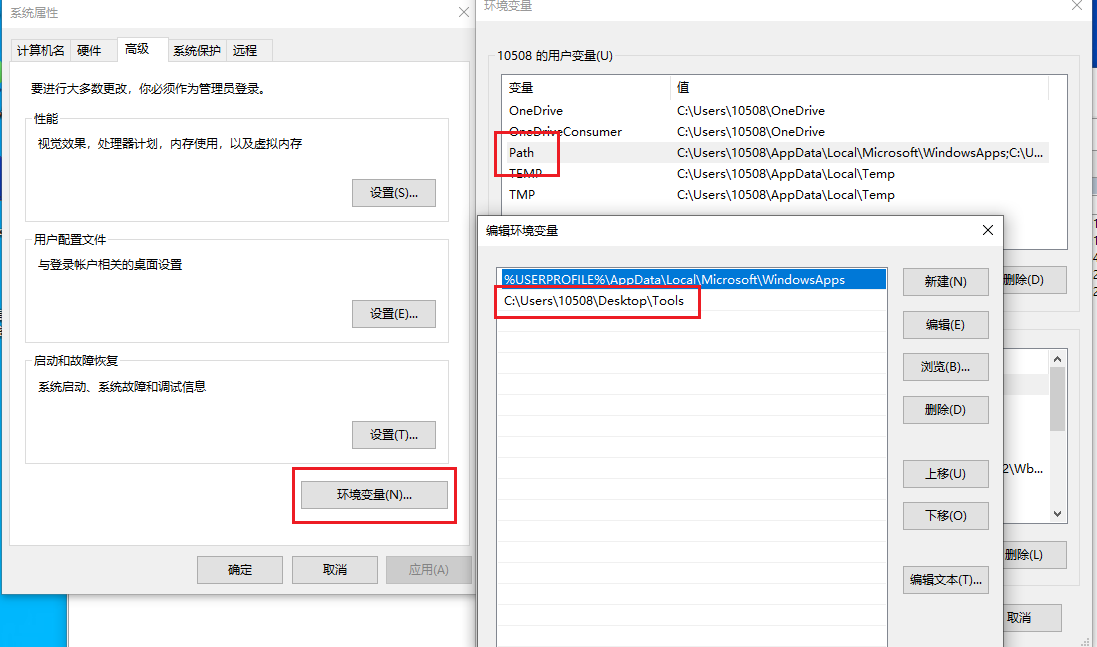 系统属性
计算机名 硬件 高级 系统保护 远程
要进行大多数更改，你必须作为管理员登录。
性能
视觉效果，处理器计划，内存使用，以及虚拟内存
设置(S)...
用户配置文件
与登录帐户相关的桌面设置
设置(E)...
启动和故障恢复
系统启动、系统故障和调试信息
设置(T)...
环境变量(N)...
确定 取消 应用(A)
环境变量
10508 的用户变量(U)
变量 值
OneDrive C:\Users\10508\OneDrive
OneDriveConsumer C:\Users\10508\OneDrive
Path C:\Users\10508\AppData\Local\Microsoft\WindowsApps;C:\U...
TEMP C:\Users\10508\AppData\Local\Temp
TMP C:\Users\10508\AppData\Local\Temp
删除(D)
2\Wb...
删除(L)
取消
编辑环境变量
%USERPROFILE%\AppData\Local\Microsoft\WindowsApps
C:\Users\10508\Desktop\Tools
新建(N)
编辑(E)
浏览(B)...
删除(D)
上移(U)
下移(O)
编辑文本(T)...